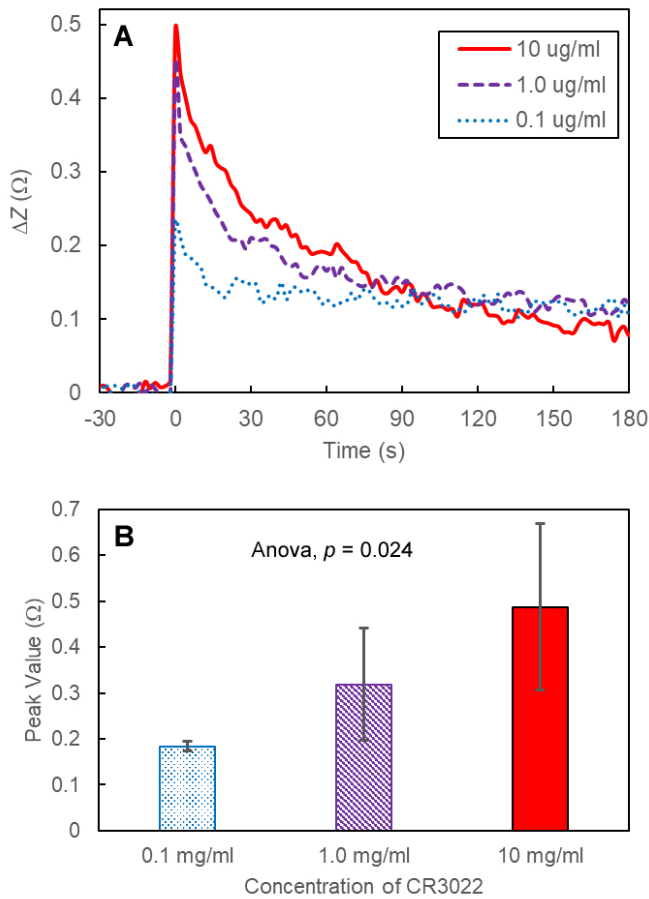 A
0.5
0.4
0.3
0.2
0.1
0
ΔZ (Ω)
10 ug/ml
1.0 ug/ml
0.1 ug/ml
-30 0 30 60 90 120 150 180
Time (s)
B
Anova, p = 0.024
0.7
0.6
0.5
0.4
0.3
0.2
0.1
0
Peak Value (Ω)
0.1 mg/ml 1.0 mg/ml 10 mg/ml
Concentration of CR3022